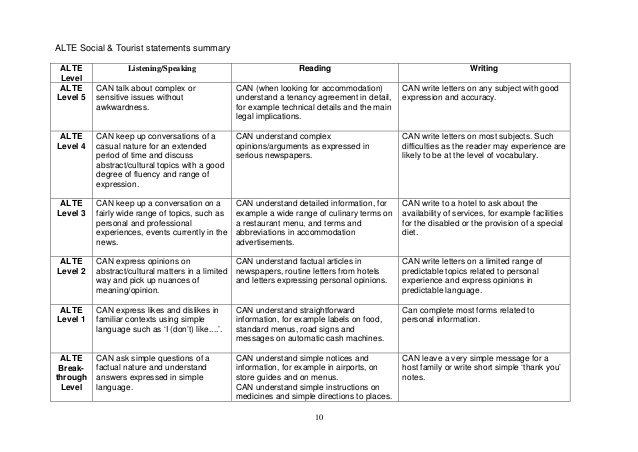 ALTE Social & Tourist statements summary
ALTE
Level
Listening/Speaking
Reading
Writing
ALTE
Level 5
CAN talk about complex or
sensitive issues without
awkwardness.
CAN (when looking for accommodation)
understand a tenancy agreement in detail,
for example technical details and the main
legal implications.
CAN write letters on any subject with good
expression and accuracy.
ALTE
Level 4
CAN keep up conversations of a
casual nature for an extended
period of time and discuss
abstract/cultural topics with a good
degree of fluency and range of
expression.
CAN understand complex
opinions/arguments as expressed in
serious newspapers.
CAN write letters on most subjects. Such
difficulties as the reader may experience are
likely to be at the level of vocabulary.
ALTE
Level 3
CAN keep up a conversation on a
fairly wide range of topics, such as
personal and professional
experiences, events currently in the
news.
CAN understand detailed information, for
example a wide range of culinary terms on
a restaurant menu, and terms and
abbreviations in accommodation
advertisements.
CAN write to a hotel to ask about the
availability of services, for example facilities
for the disabled or the provision of a special
diet.
ALTE
Level 2
CAN express opinions on
abstract/cultural matters in a limited
way and pick up nuances of
meaning/opinion.
CAN understand factual articles in
newspapers, routine letters from hotels
and letters expressing personal opinions.
CAN write letters on a limited range of
predictable topics related to personal
experience and express opinions in
predictable language.
ALTE
Level 1
CAN express likes and dislikes in
familiar contexts using simple
language such as ‘I (don’t) like....’.
CAN understand straightforward
information, for example labels on food,
standard menus, road signs and
messages on automatic cash machines.
Can complete most forms related to
personal information.
ALTE
Break-
through
Level
CAN ask simple questions of a
factual nature and understand
answers expressed in simple
language.
CAN understand simple notices and
information, for example in airports, on
store guides and on menus.
CAN understand simple instructions on
medicines and simple directions to places.
CAN leave a very simple message for a
host family or write short simple ‘thank you’
notes.
10